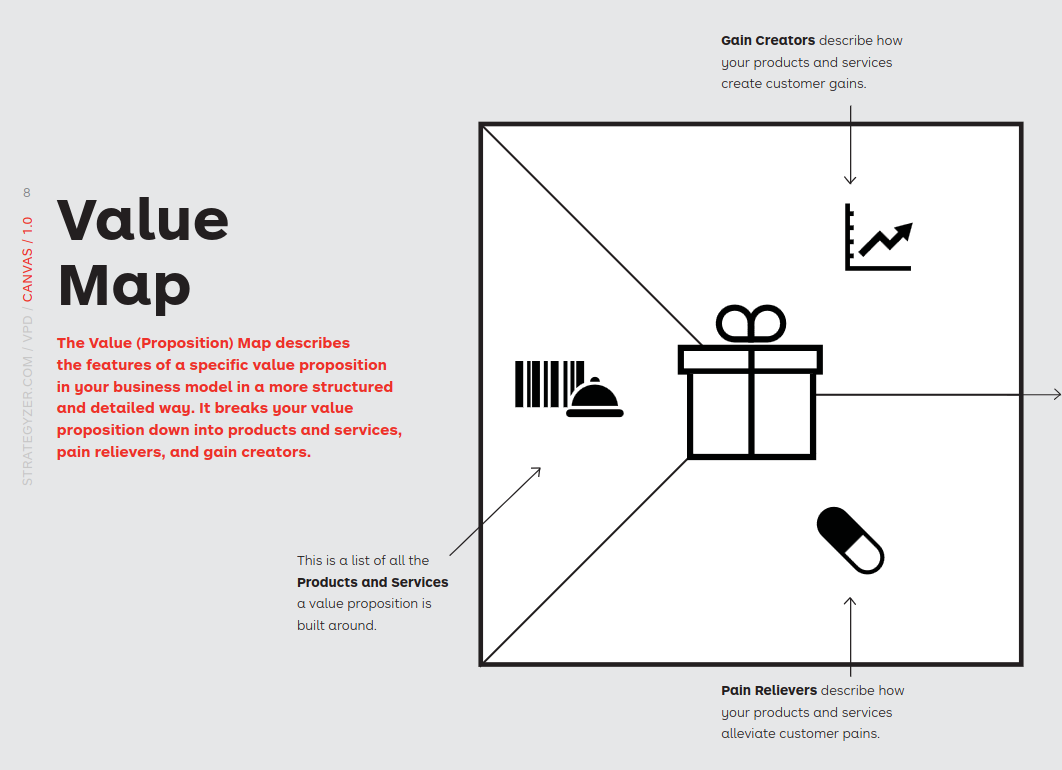 8
STRATEGYZER.COM / VPD / CANVAS / 1.0
Value
Map
The Value (Proposition) Map describes
the features of a specific value proposition
in your business model in a more structured
and detailed way. It breaks your value
proposition down into products and services,
pain relievers, and gain creators.
This is a list of all the
Products and Services
a value proposition is
built around.
Gain Creators describe how
your products and services
create customer gains.
Pain Relievers describe how
your products and services
alleviate customer pains.